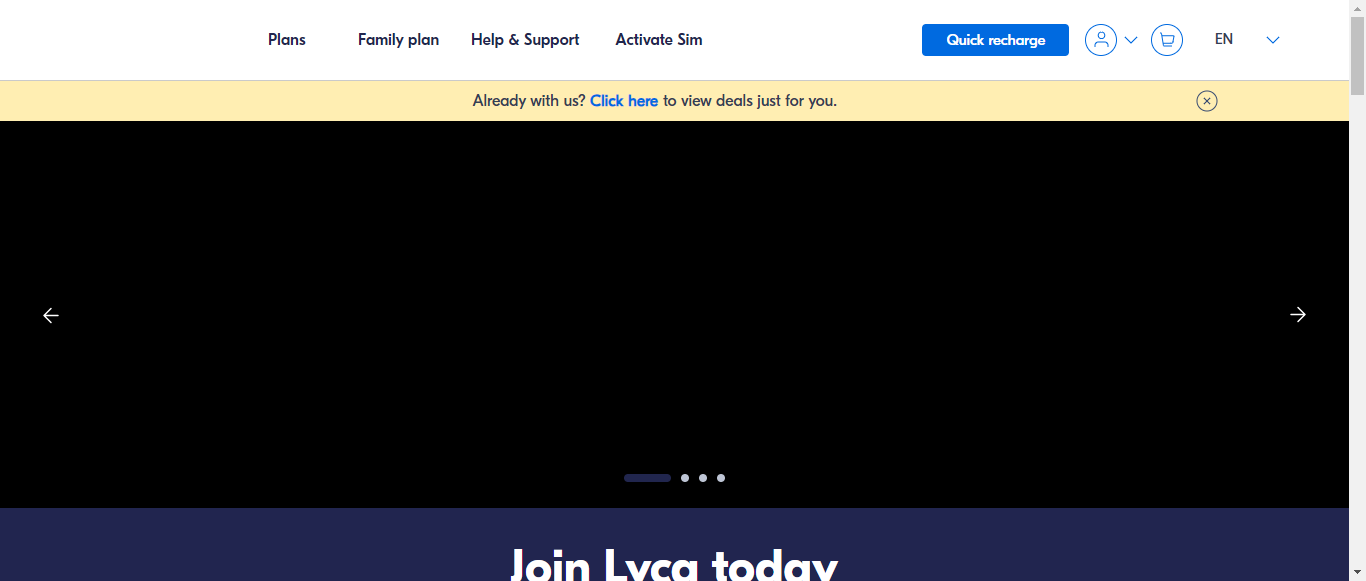 Plans Family plan Help & Support Activate Sim Quick recharge EN
Already with us? Click here to view deals just for you.
Join Lyca today